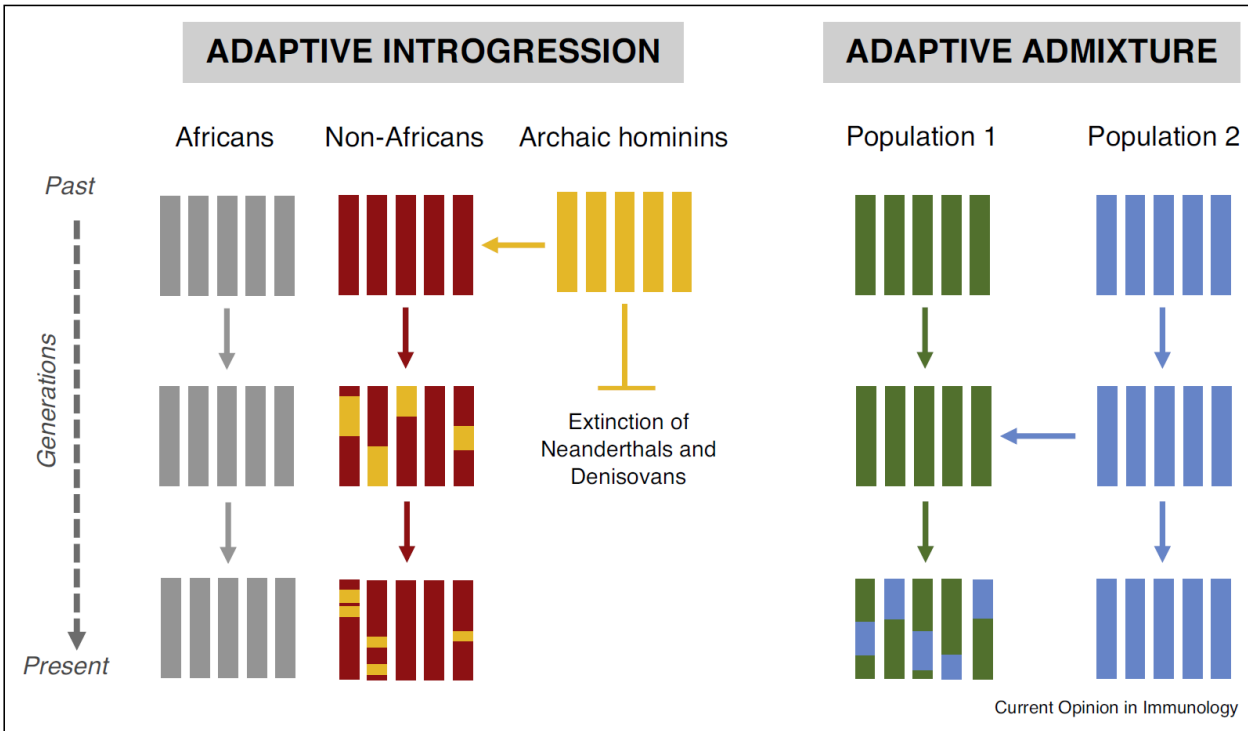 ADAPTIVE INTROGRESSION
ADAPTIVE ADMIXTURE
Africans
Non-Africans
Archaic hominins
Population 1
Population 2
Past
Generations
Extinction of
Neanderthals and
Denisovans
Present
Current Opinion in Immunology